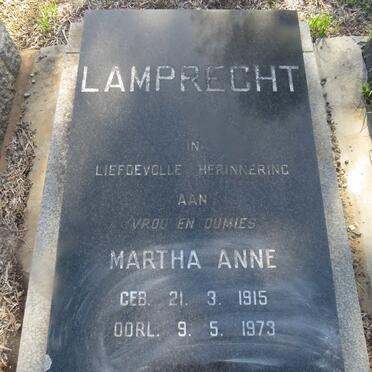 LAMPRECHT
IN
LIEFDEVOLLE HERINNERING
AAN
VROU EN OUMIES
MARTHA ANNE
GEB. 21. 3. 1915
OORL. 9. 5. 1973